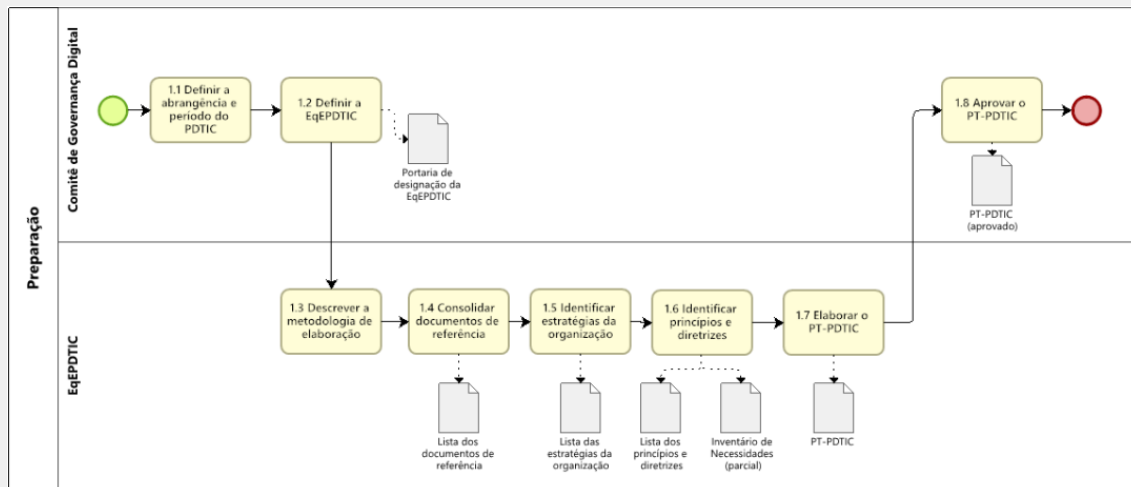 Preparação
Comitê de Governança Digital
1.1 Definir a
abrangência e
período do
PDTIC
1.2 Definir a
EqEPDTIC
Portaria de
designação da
EqEPDTIC
1.8 Aprovar o
PT-PDTIC
PT-PDTIC
(aprovado)
EqEPDTIC
1.3 Descrever a
metodologia de
elaboração
1.4 Consolidar
documentos de
referência
1.5 Identificar
estratégias da
organização
1.6 Identificar
princípios e
diretrizes
1.7 Elaborar o
PT-PDTIC
Lista dos
documentos de
referência
Lista das
estratégias da
organização
Lista dos
princípios e
diretrizes
Inventário de
Necessidades
(parcial)
PT-PDTIC